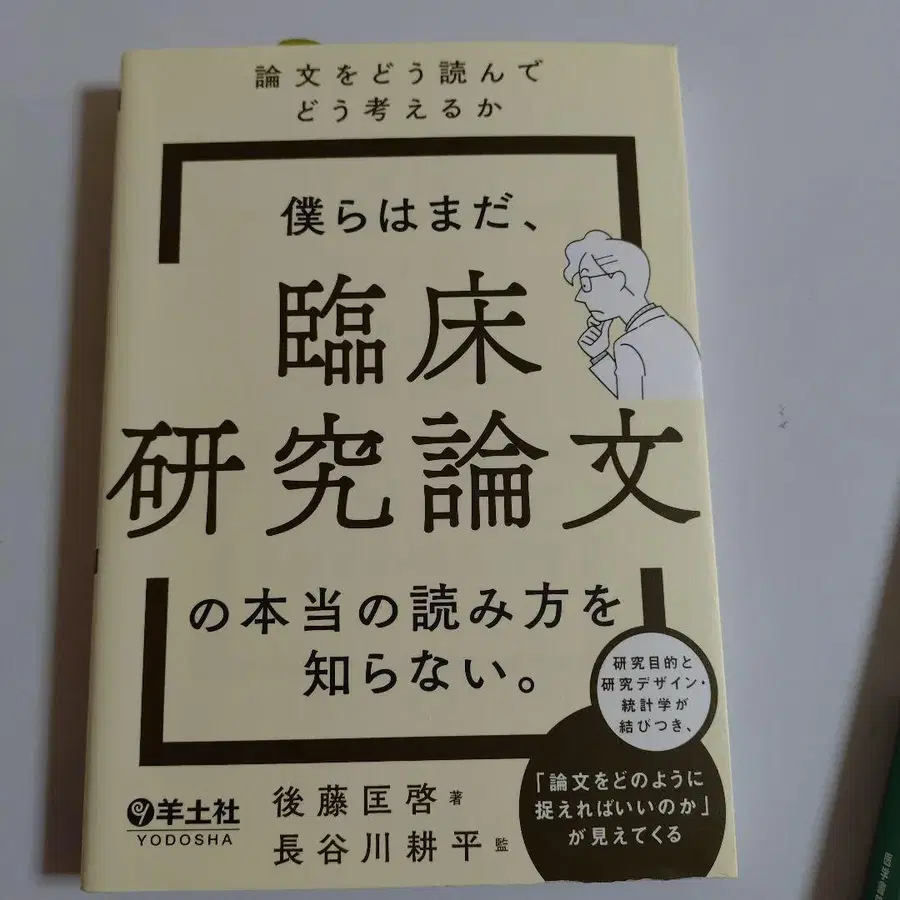 論文をどう読んで
どう考えるか
僕らはまだ、
臨床
研究論文
の本当の読み方を
知らない。
研究目的と
研究デザイン・
統計学が
結びつき、
「論文をどのように
捉えればいいのか」
が見えてくる
羊土社
YODOSHA
後藤匡啓 著
長谷川耕平 監